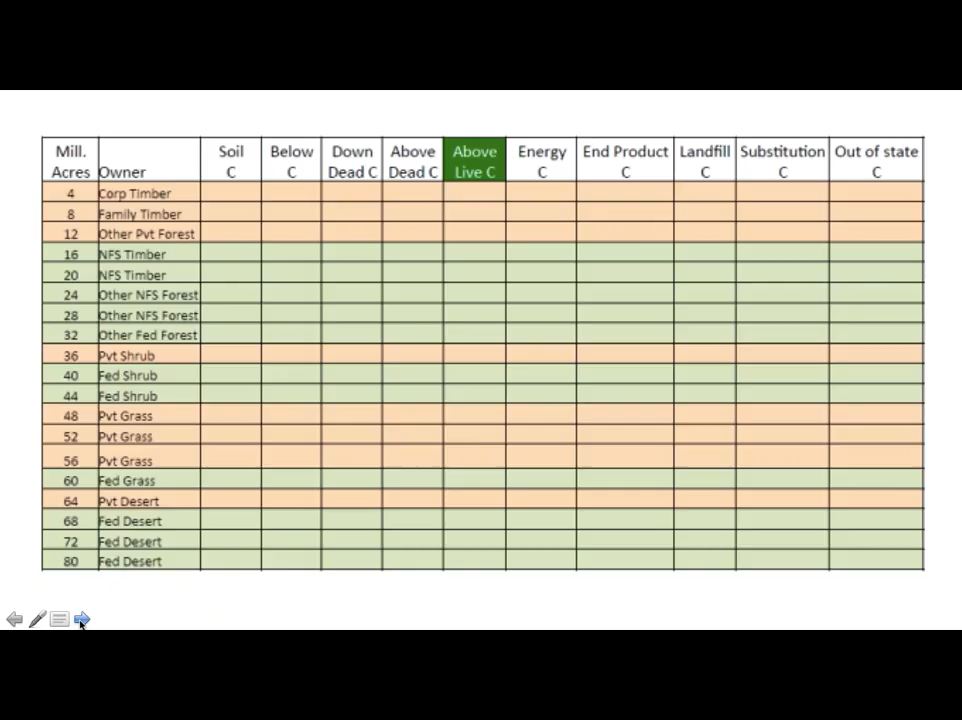 Mill. Acres Owner Soil C Below C Down Dead C Above Dead C Above Live C Energy C End Product C Landfill C Substitution C Out of state C
4 Corp Timber
8 Family Timber
12 Other Pvt Forest
16 NFS Timber
20 NFS Timber
24 Other NFS Forest
28 Other NFS Forest
32 Other Fed Forest
36 Pvt Shrub
40 Fed Shrub
44 Fed Shrub
48 Pvt Grass
52 Pvt Grass
56 Pvt Grass
60 Fed Grass
64 Pvt Desert
68 Fed Desert
72 Fed Desert
80 Fed Desert